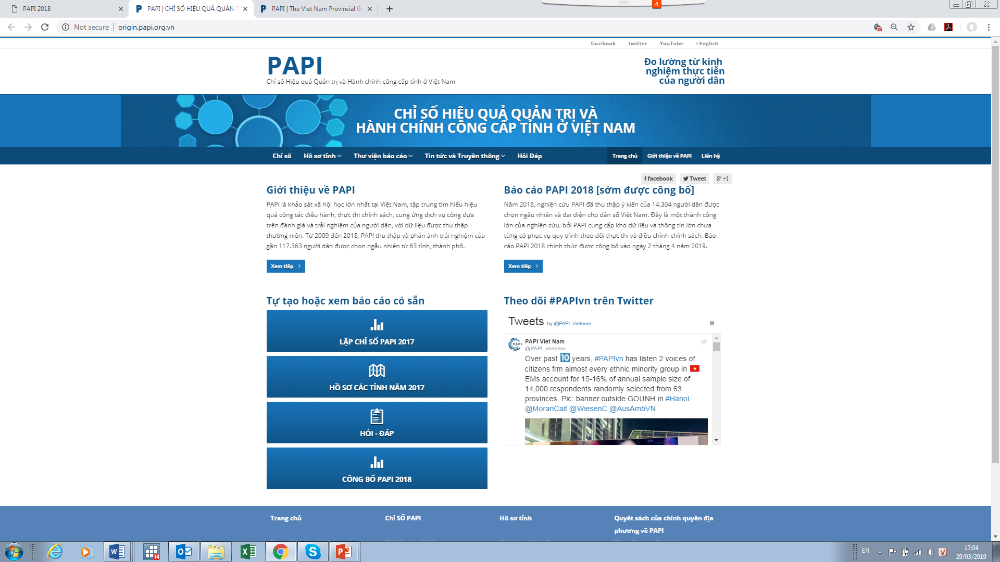 PAPI 2018
PAPI | CHỈ SỐ HIỆU QUẢ QUẢN T
PAPI | The Viet Nam Provincial G
4
Not secure
origin.papi.org.vn
facebook
twitter
YouTube
English
PAPI
Chỉ số Hiệu quả Quản trị và Hành chính công cấp tỉnh ở Việt Nam
Đo lường từ kinh
nghiệm thực tiễn
của người dân
CHỈ SỐ HIỆU QUẢ QUẢN TRỊ VÀ
HÀNH CHÍNH CÔNG CẤP TỈNH Ở VIỆT NAM
Chỉ số
Hồ sơ tỉnh
Thư viện báo cáo
Tin tức và Truyền thông
Hỏi Đáp
Trang chủ
Giới thiệu về PAPI
Liên hệ
f facebook
Tweet
g+ +1
Giới thiệu về PAPI
PAPI là khảo sát xã hội học lớn nhất tại Việt Nam, tập trung tìm hiểu hiệu
quả công tác điều hành, thực thi chính sách, cung ứng dịch vụ công dựa
trên đánh giá và trải nghiệm của người dân, với dữ liệu được thu thập
thường niên. Từ 2009 đến 2018, PAPI thu thập và phản ánh trải nghiệm của
gần 117.363 người dân được chọn ngẫu nhiên từ 63 tỉnh, thành phố.
Xem tiếp
Báo cáo PAPI 2018 [sớm được công bố]
Năm 2018, nghiên cứu PAPI đã thu thập ý kiến của 14.304 người dân được
chọn ngẫu nhiên và đại diện cho dân số Việt Nam. Đây là một thành công
lớn của nghiên cứu, bởi PAPI cung cấp kho dữ liệu và thông tin lớn chưa
từng có phục vụ quy trình theo dõi thực thi và điều chỉnh chính sách. Báo
cáo PAPI 2018 chính thức được công bố vào ngày 2 tháng 4 năm 2019.
Xem tiếp
Tự tạo hoặc xem báo cáo có sẵn
LẬP CHỈ SỐ PAPI 2017
HỒ SƠ CÁC TỈNH NĂM 2017
HỎI - ĐÁP
CÔNG BỐ PAPI 2018
Theo dõi #PAPIvn trên Twitter
Tweets by @PAPI_Vietnam
PAPI Viet Nam
@PAPI_Vietnam
Over past 10 years, #PAPIvn has listen 2 voices of
citizens frm almost every ethnic minority group in .
EMs account for 15-16% of annual sample size of
14,000 respondents randomly selected from 63
provinces. Pic: banner outside GOUNH in #Hanoi.
@MoranCait @WiesenC @AusAmbVN
Trang chủ
Chỉ SỐ PAPI
Hồ sơ tỉnh
Quyết sách của chính quyền địa
phương về PAPI
14
EN
17:04
29/03/2019